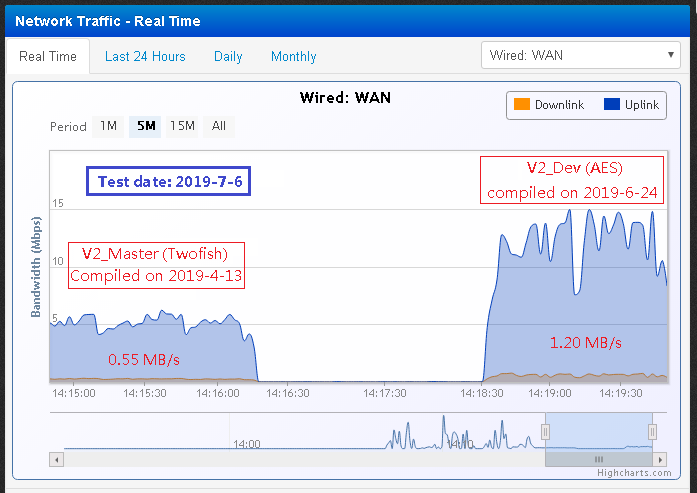 Network Traffic - Real Time
Real Time Last 24 Hours Daily Monthly Wired: WAN
Wired: WAN
Downlink Uplink
Period 1M 5M 15M All
Test date: 2019-7-6
V2_Dev (AES)
compiled on 2019-6-24
15
V2_Master (Twofish)
Compiled on 2019-4-13
10
Bandwidth (Mbps)
5
0.55 MB/s
1.20 MB/s
14:15:00 14:15:30 14:16:00 14:16:30 14:17:30 14:18:30 14:19:00 14:19:30
14:00 14:10
Highcharts.com